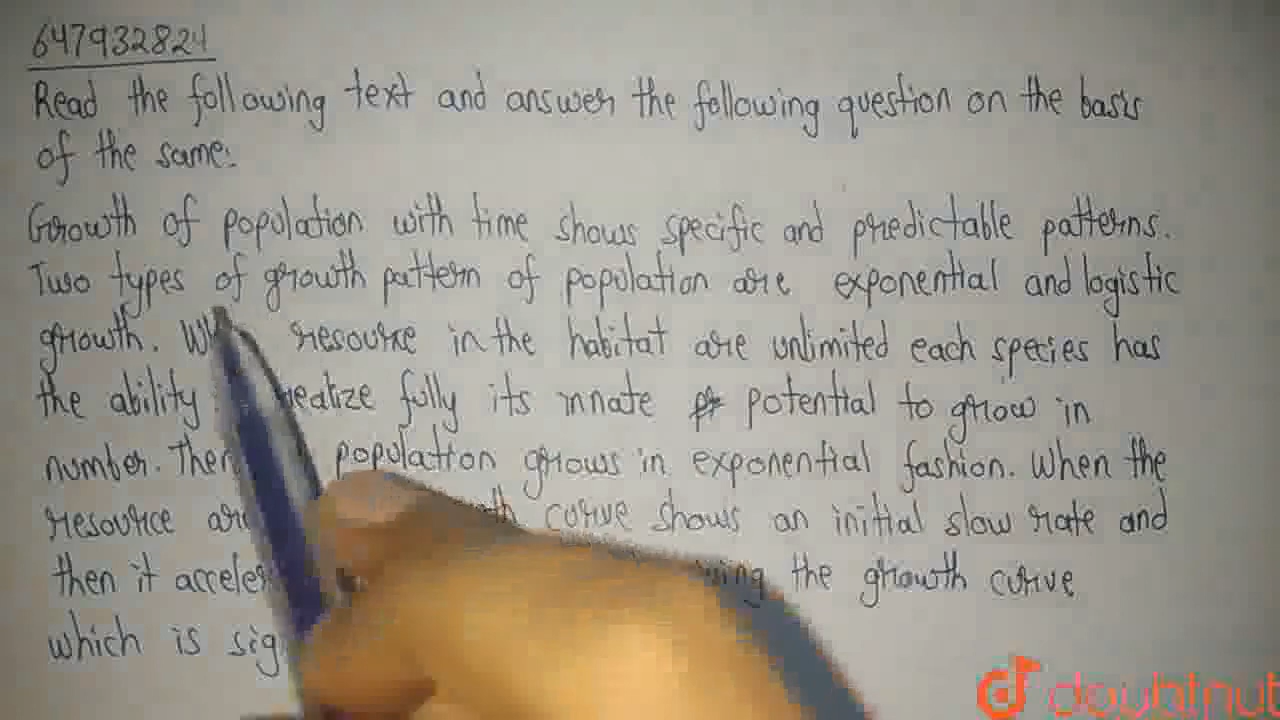 647932824
Read the following text and answer the following question on the basis
of the same:
Growth of population with time shows specific and predictable patterns.
Two types of growth pattern of population are exponential and logistic
growth. resource in the habitat are unlimited each species has
the ability realize fully its innate potential to grow in
number. Then population grows in exponential fashion. When the
resource curve shows an initial slow rate and
then it the growth curve
which is
doubtnut